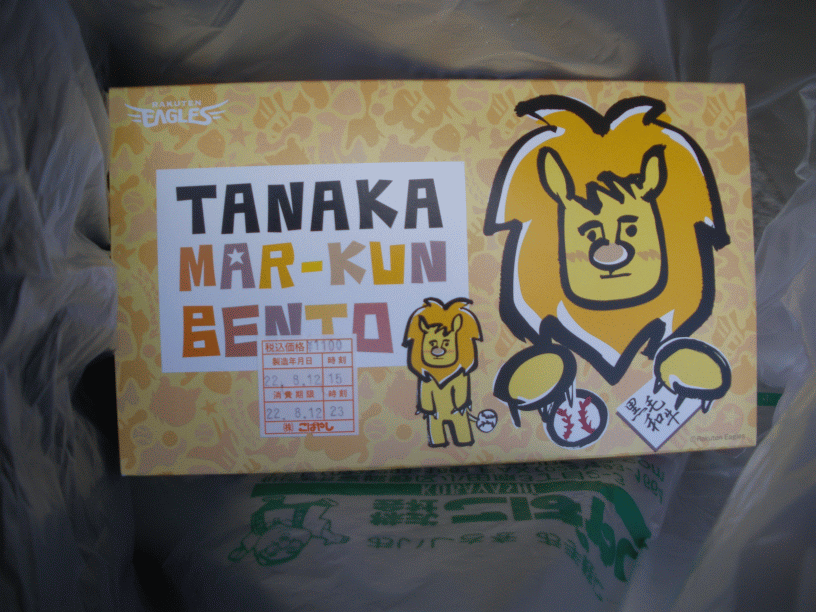 RAKUTEN
EAGLES
TANAKA
MAR-KUN
BENTO
税込価格 ¥1100
製造年月日 時刻
22. 8.12 15
消費期限 時刻
22. 8.12 23
㈱ こばやし
黒毛
和牛
©Rakuten Eagles